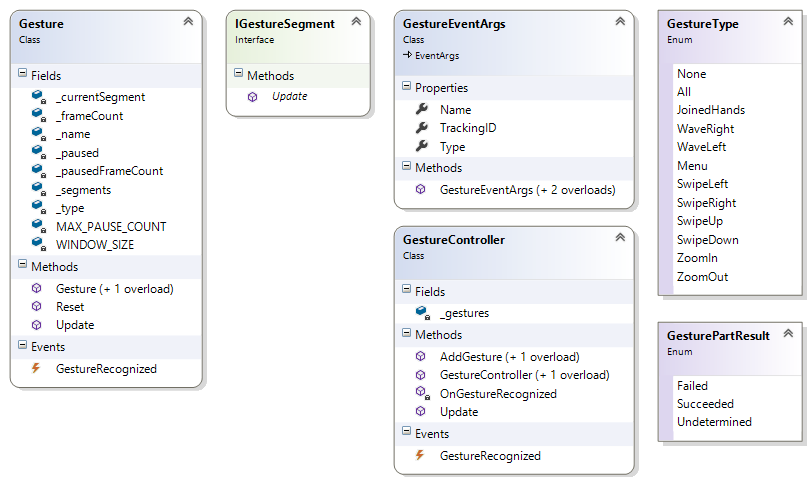 Gesture
Class
Fields
_currentSegment
_frameCount
_name
_paused
_pausedFrameCount
_segments
_type
MAX_PAUSE_COUNT
WINDOW_SIZE
Methods
Gesture (+ 1 overload)
Reset
Update
Events
GestureRecognized
IGestureSegment
Interface
Methods
Update
GestureEventArgs
Class
EventArgs
Properties
Name
TrackingID
Type
Methods
GestureEventArgs (+ 2 overloads)
GestureController
Class
Fields
_gestures
Methods
AddGesture (+ 1 overload)
GestureController (+ 1 overload)
OnGestureRecognized
Update
Events
GestureRecognized
GestureType
Enum
None
All
JoinedHands
WaveRight
WaveLeft
Menu
SwipeLeft
SwipeRight
SwipeUp
SwipeDown
ZoomIn
ZoomOut
GesturePartResult
Enum
Failed
Succeeded
Undetermined